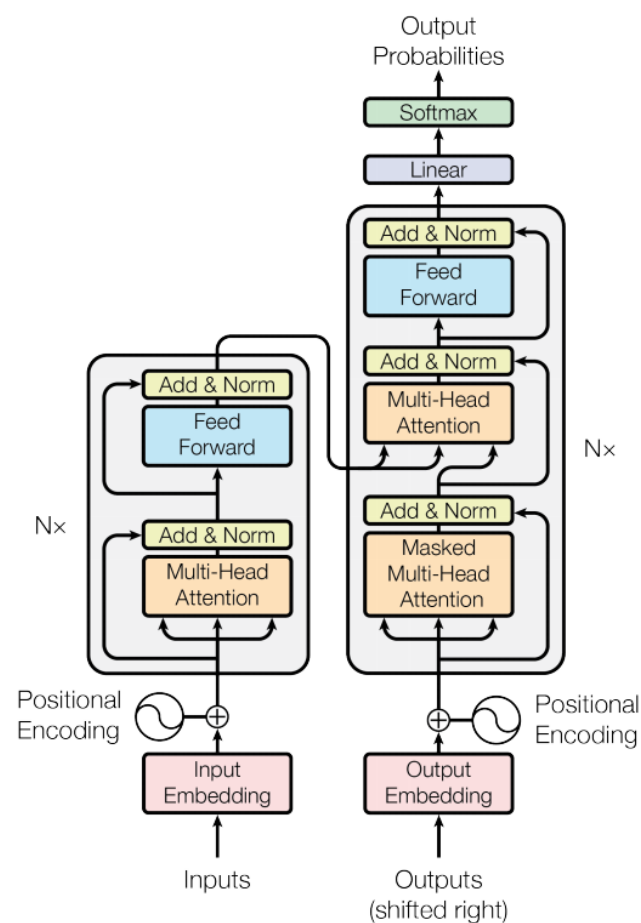 Output
Probabilities
Softmax
Linear
Add & Norm
Feed
Forward
Add & Norm
Multi-Head
Attention
Add & Norm
Masked
Multi-Head
Attention
N×
Add & Norm
Feed
Forward
Add & Norm
Multi-Head
Attention
N×
Positional
Encoding
Positional
Encoding
Input
Embedding
Output
Embedding
Inputs
Outputs
(shifted right)